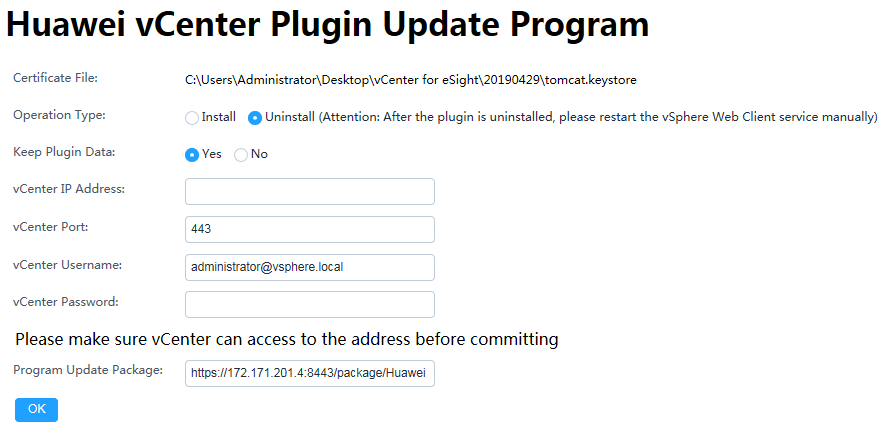 Huawei vCenter Plugin Update Program
Certificate File: C:\Users\Administrator\Desktop\vCenter for eSight\20190429\tomcat.keystore
Operation Type: Install Uninstall (Attention: After the plugin is uninstalled, please restart the vSphere Web Client service manually)
Keep Plugin Data: Yes No
vCenter IP Address:
vCenter Port: 443
vCenter Username: administrator@vsphere.local
vCenter Password:
Please make sure vCenter can access to the address before committing
Program Update Package: https://172.171.201.4:8443/package/Huawei
OK